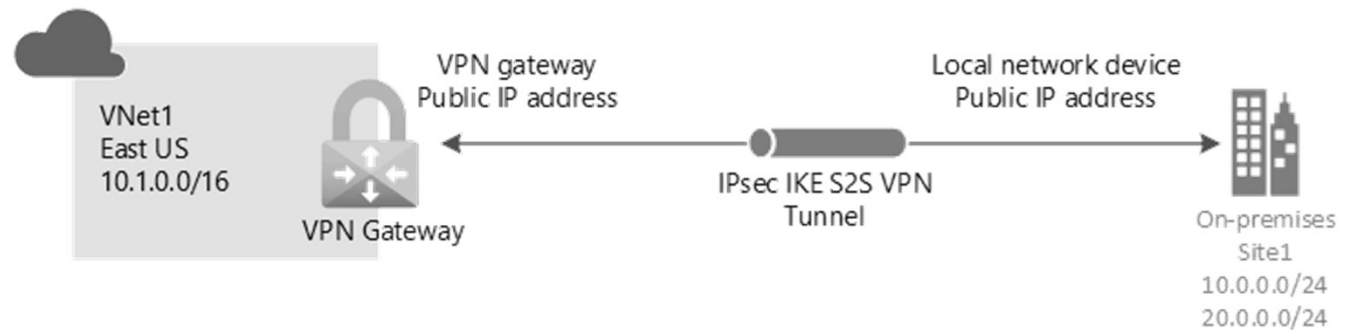 VNet1
East US
10.1.0.0/16
VPN Gateway
VPN gateway
Public IP address
IPsec IKE S2S VPN
Tunnel
Local network device
Public IP address
On-premises
Site1
10.0.0.0/24
20.0.0.0/24